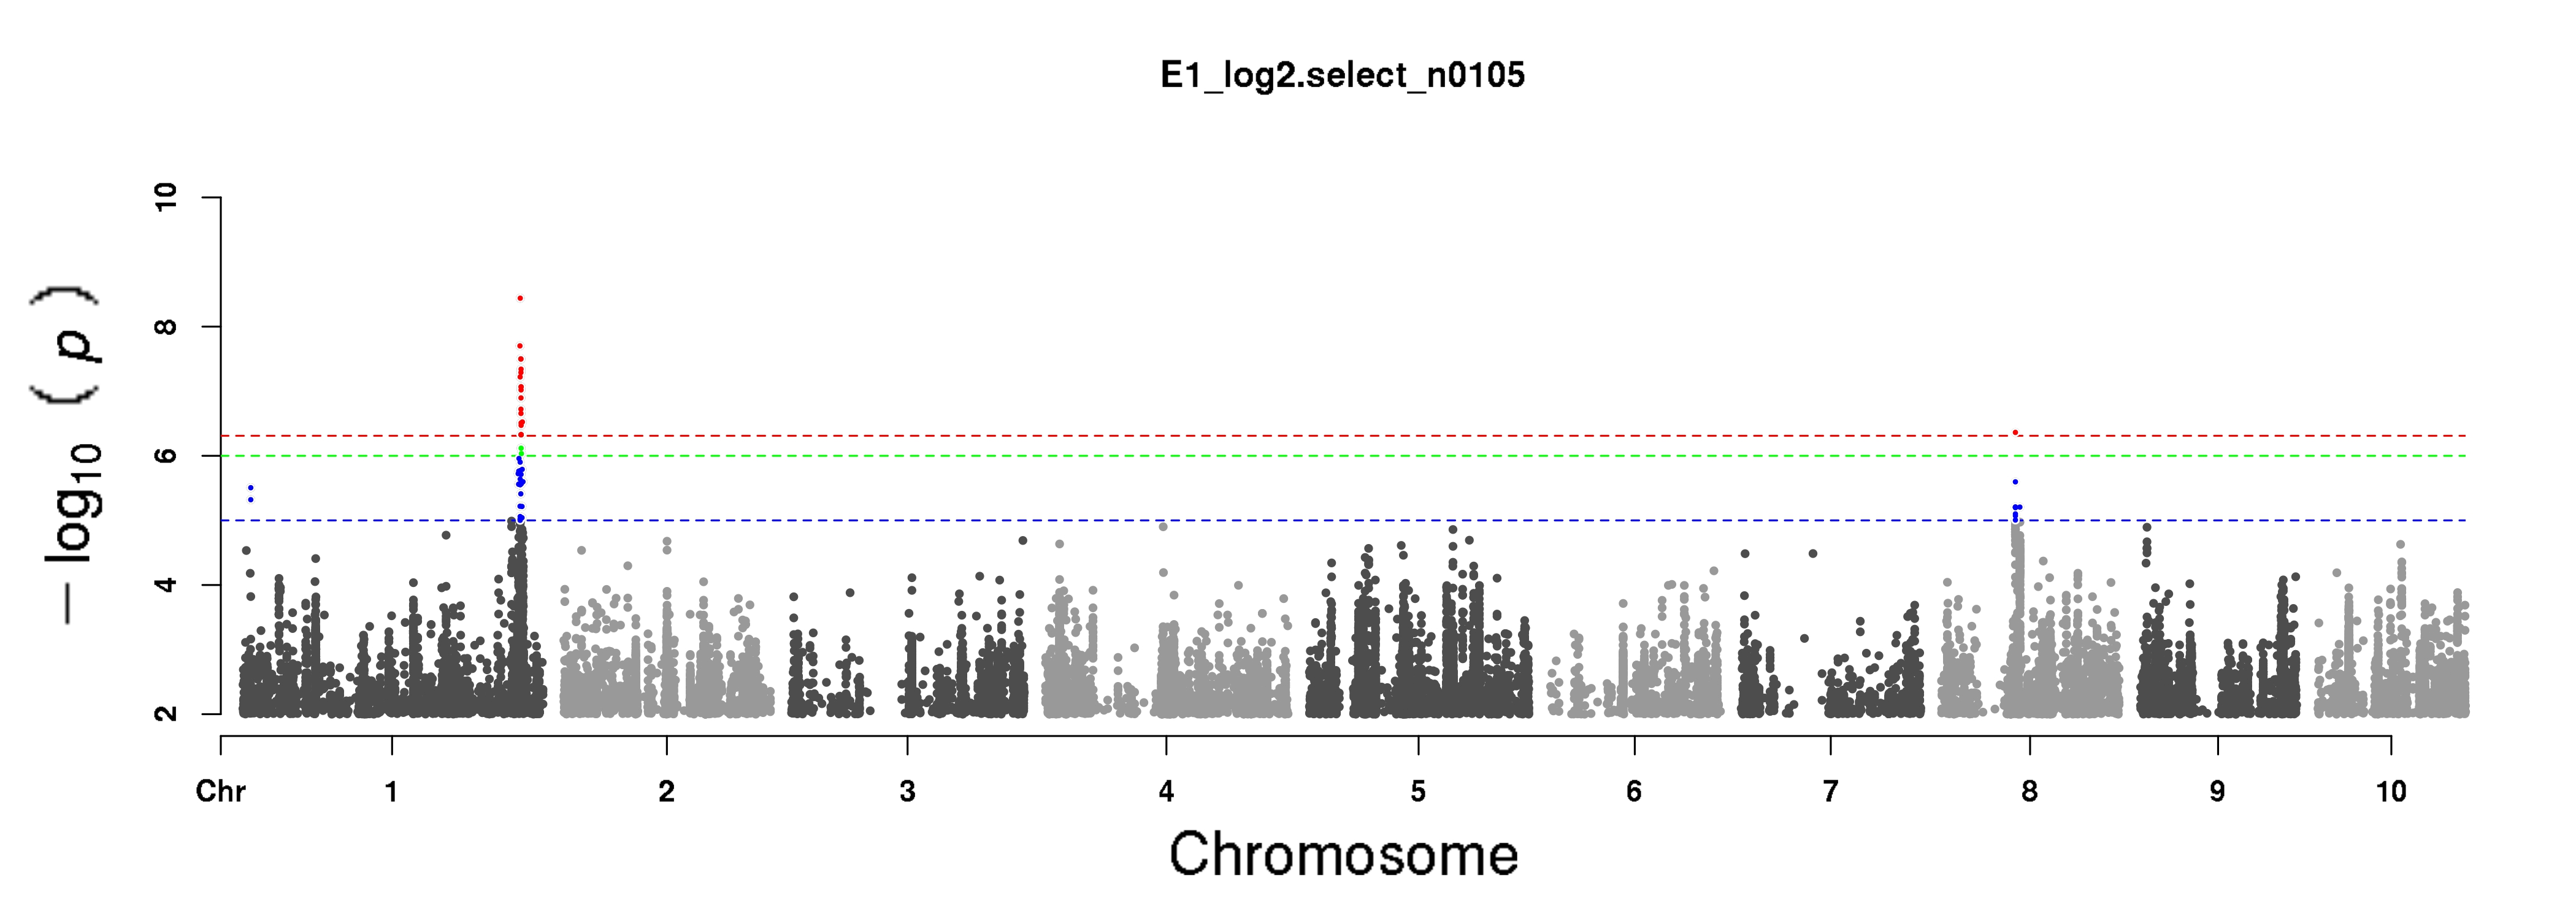 E1_log2.select_n0105
− log10 ( p )
10
8
6
4
2
Chr 1 2 3 4 5 6 7 8 9 10
Chromosome